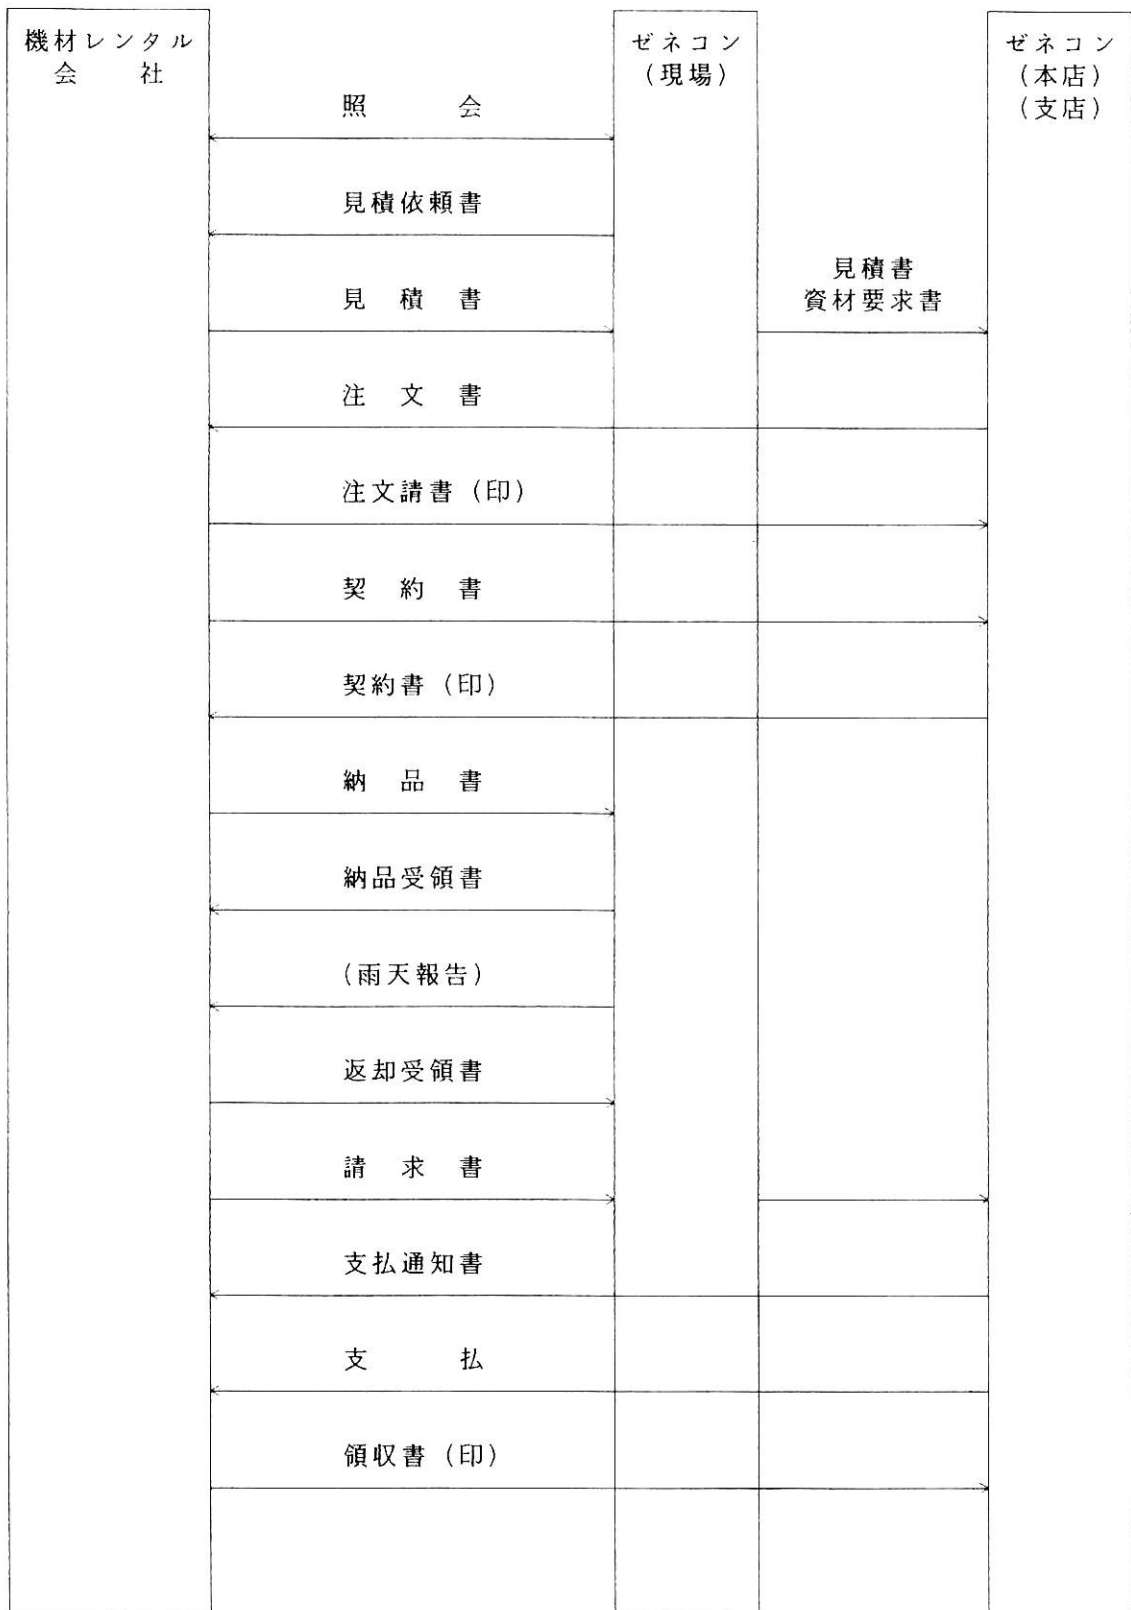 機材レンタル
会　　社
ゼネコン
（現場）
ゼネコン
（本店）
（支店）
照　　　会
見積依頼書
見　積　書
見積書
資材要求書
注　文　書
注文請書（印）
契　約　書
契約書（印）
納　品　書
納品受領書
（雨天報告）
返却受領書
請　求　書
支払通知書
支　　　払
領収書（印）